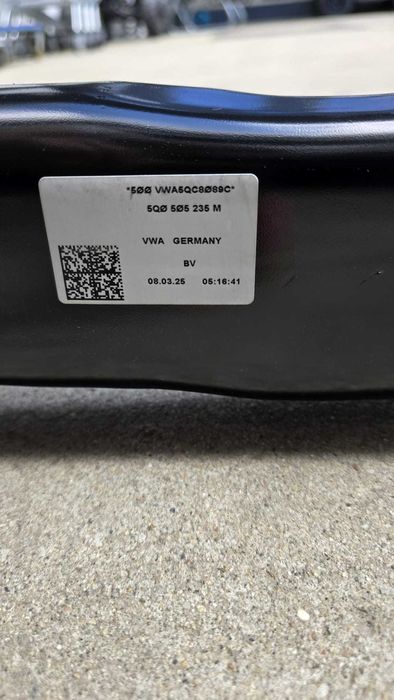 *5ØØ VWA5QC8Ø89C*
5QØ 5Ø5 235 M
VWA GERMANY
BV
08.03.25 05:16:41